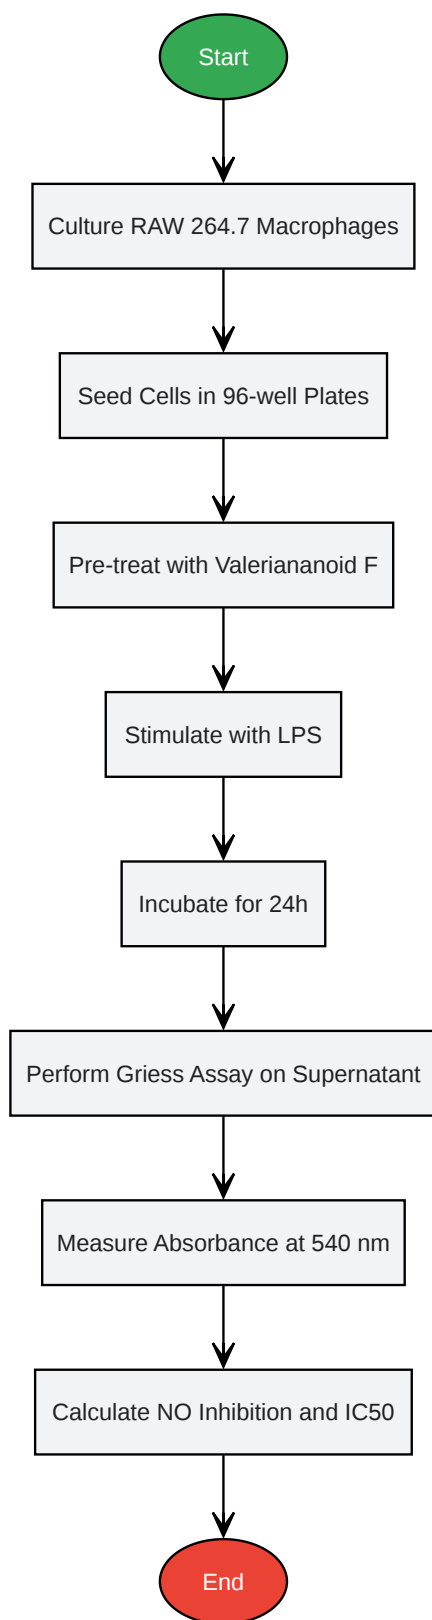 Start
Culture RAW 264.7 Macrophages
Seed Cells in 96-well Plates
Pre-treat with Valeriananoid F
Stimulate with LPS
Incubate for 24h
Perform Griess Assay on Supernatant
Measure Absorbance at 540 nm
Calculate NO Inhibition and IC50
End